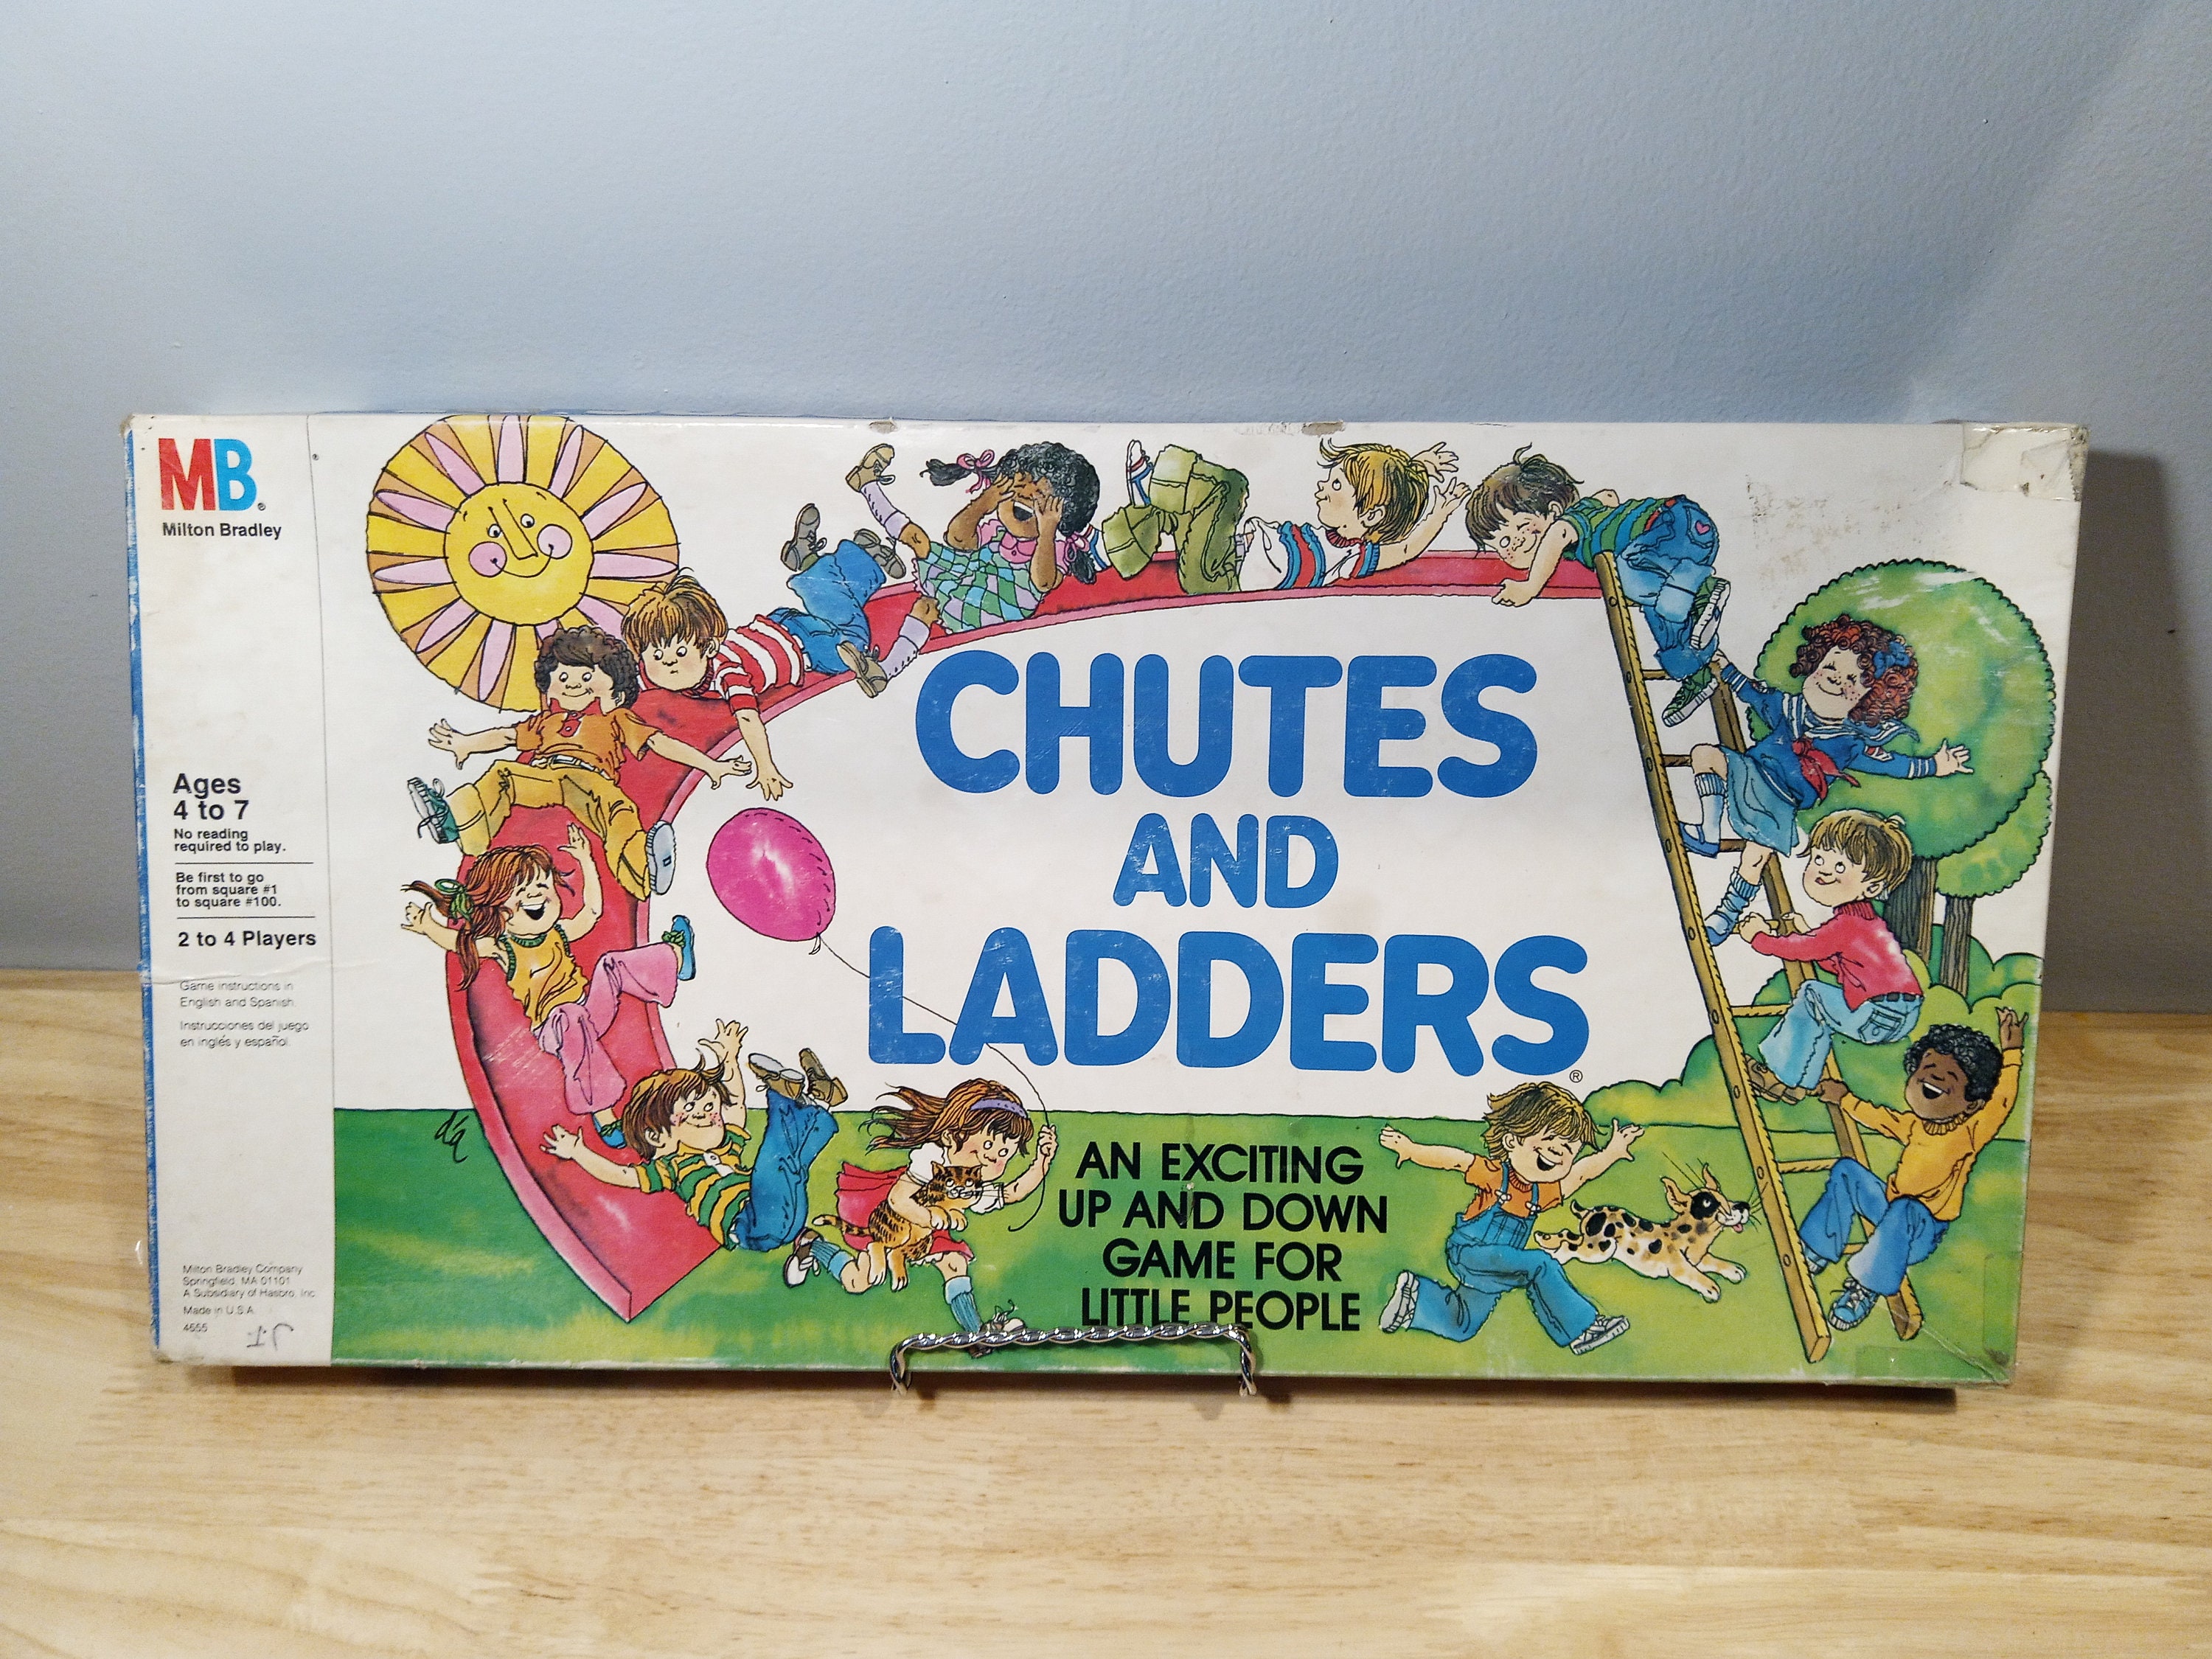 MB®
Milton Bradley
Ages
4 to 7
No reading
required to play.
Be first to go
from square #1
to square #100.
2 to 4 Players
Game instructions in
English and Spanish.
Instrucciones del juego
en inglés y español.
Milton Bradley Company
Springfield, MA 01101
A Subsidiary of Hasbro, Inc
Made in U.S.A.
4655
CHUTES
AND
LADDERS®
AN EXCITING
UP AND DOWN
GAME FOR
LITTLE PEOPLE